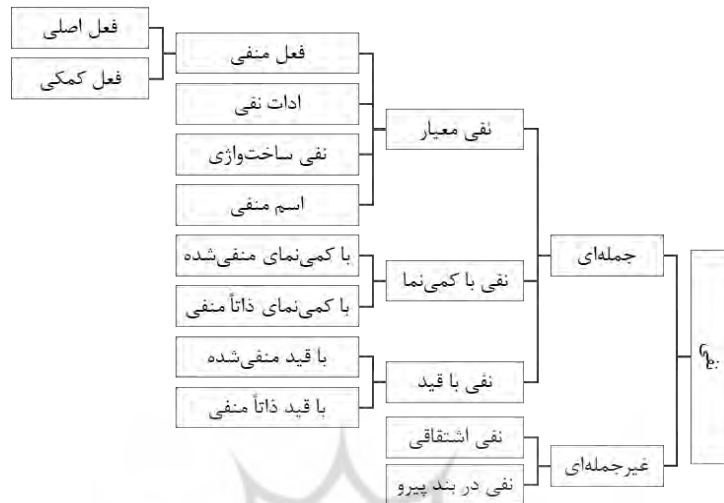 نفی
جمله‌ای
نفی معیار
فعل منفی
فعل اصلی
فعل کمکی
ادات نفی
نفی ساخت‌واژی
اسم منفی
نفی با کمی‌نما
با کمی‌نمای منفی‌شده
با کمی‌نمای ذاتاً منفی
نفی با قید
با قید منفی‌شده
با قید ذاتاً منفی
غیرجمله‌ای
نفی اشتقاقی
نفی در بند پیرو